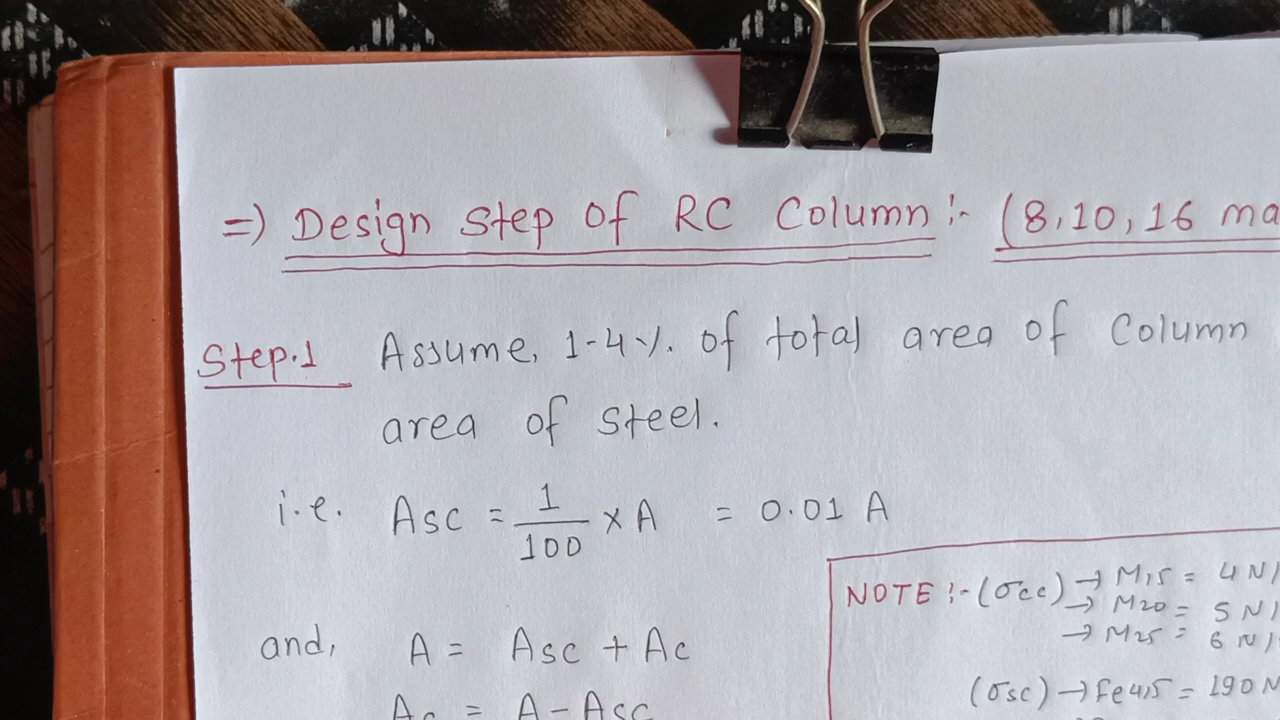 =) Design Step of RC Column :- (8,10,16 ma
Step.1 Assume, 1-4%. of total area of Column
area of Steel.
i.e. Asc = 1/100 x A = 0.01 A
NOTE :- (σcc) → M15 = 4 N/
→ M20 = 5 N/
→ M25 = 6 N/
and, A = Asc + Ac
(σsc) → Fe415 = 190 N
Ac = A - Asc